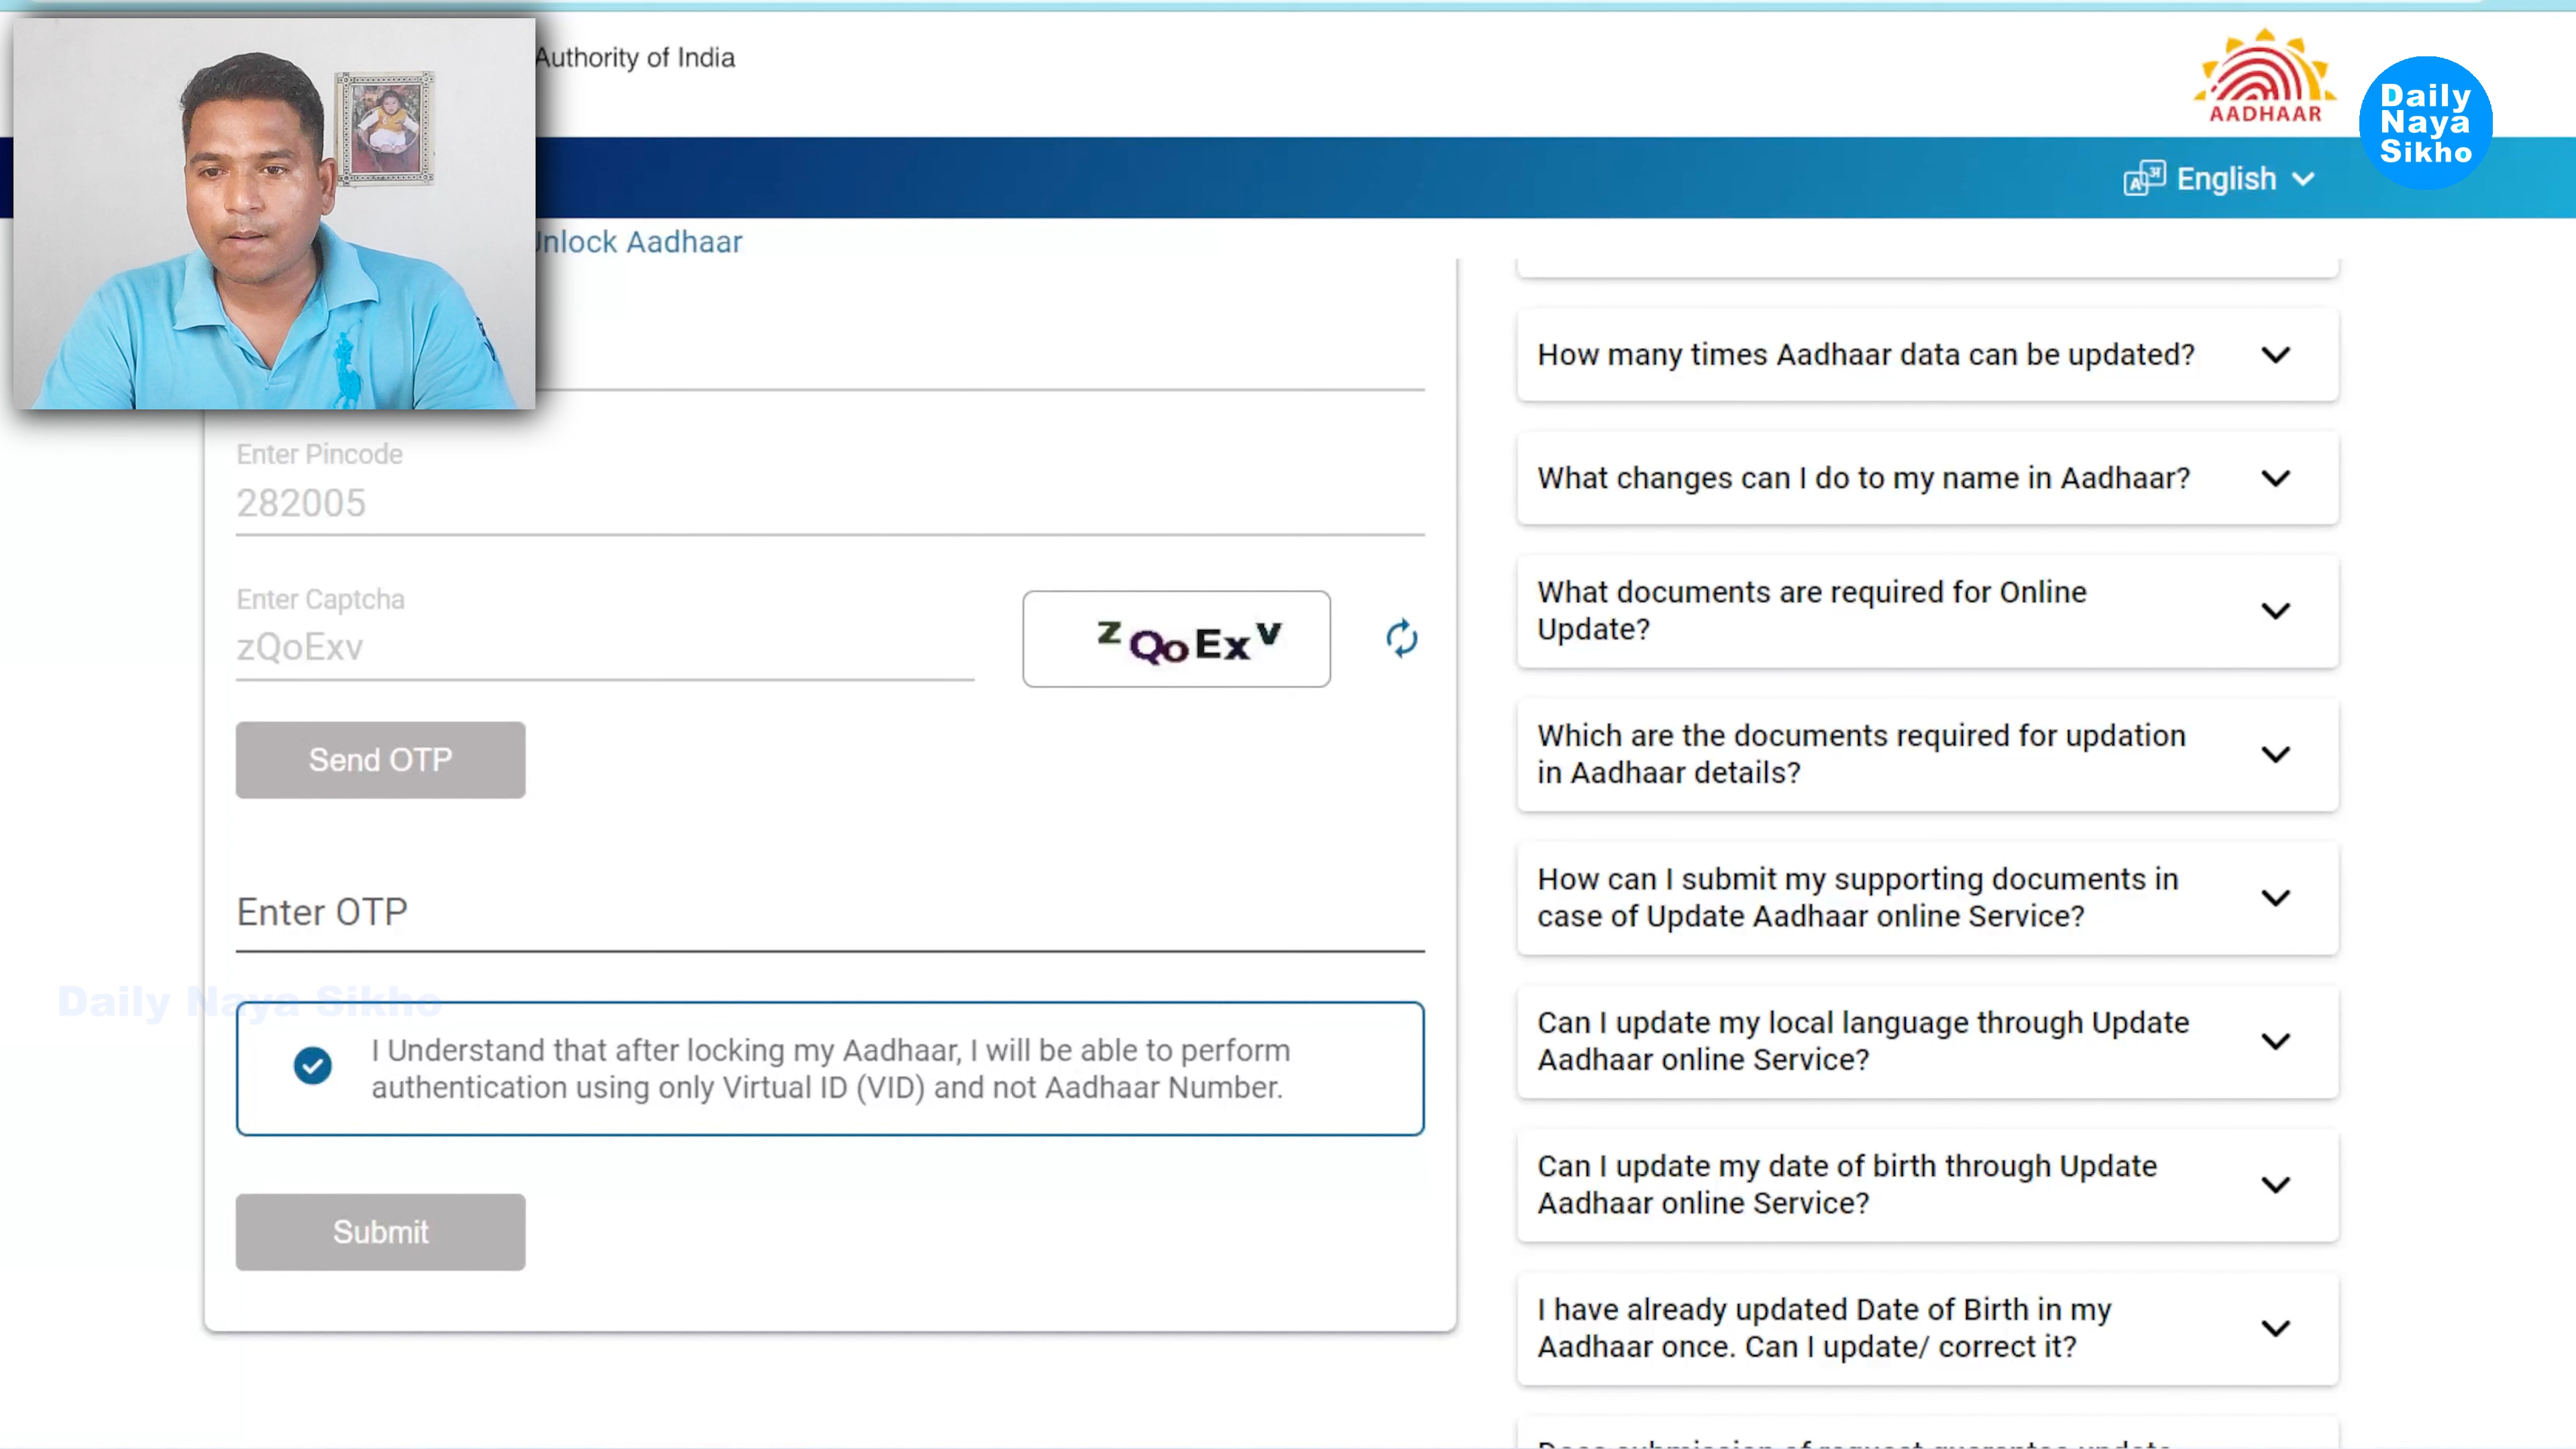 Authority of India
AADHAAR
Daily
Naya
Sikho
English
Unlock Aadhaar
Enter Pincode
282005
Enter Captcha
zQoExv
zQoExv
Send OTP
Enter OTP
Daily Naya Sikho
I Understand that after locking my Aadhaar, I will be able to perform
authentication using only Virtual ID (VID) and not Aadhaar Number.
Submit
How many times Aadhaar data can be updated?
What changes can I do to my name in Aadhaar?
What documents are required for Online
Update?
Which are the documents required for updation
in Aadhaar details?
How can I submit my supporting documents in
case of Update Aadhaar online Service?
Can I update my local language through Update
Aadhaar online Service?
Can I update my date of birth through Update
Aadhaar online Service?
I have already updated Date of Birth in my
Aadhaar once. Can I update/ correct it?